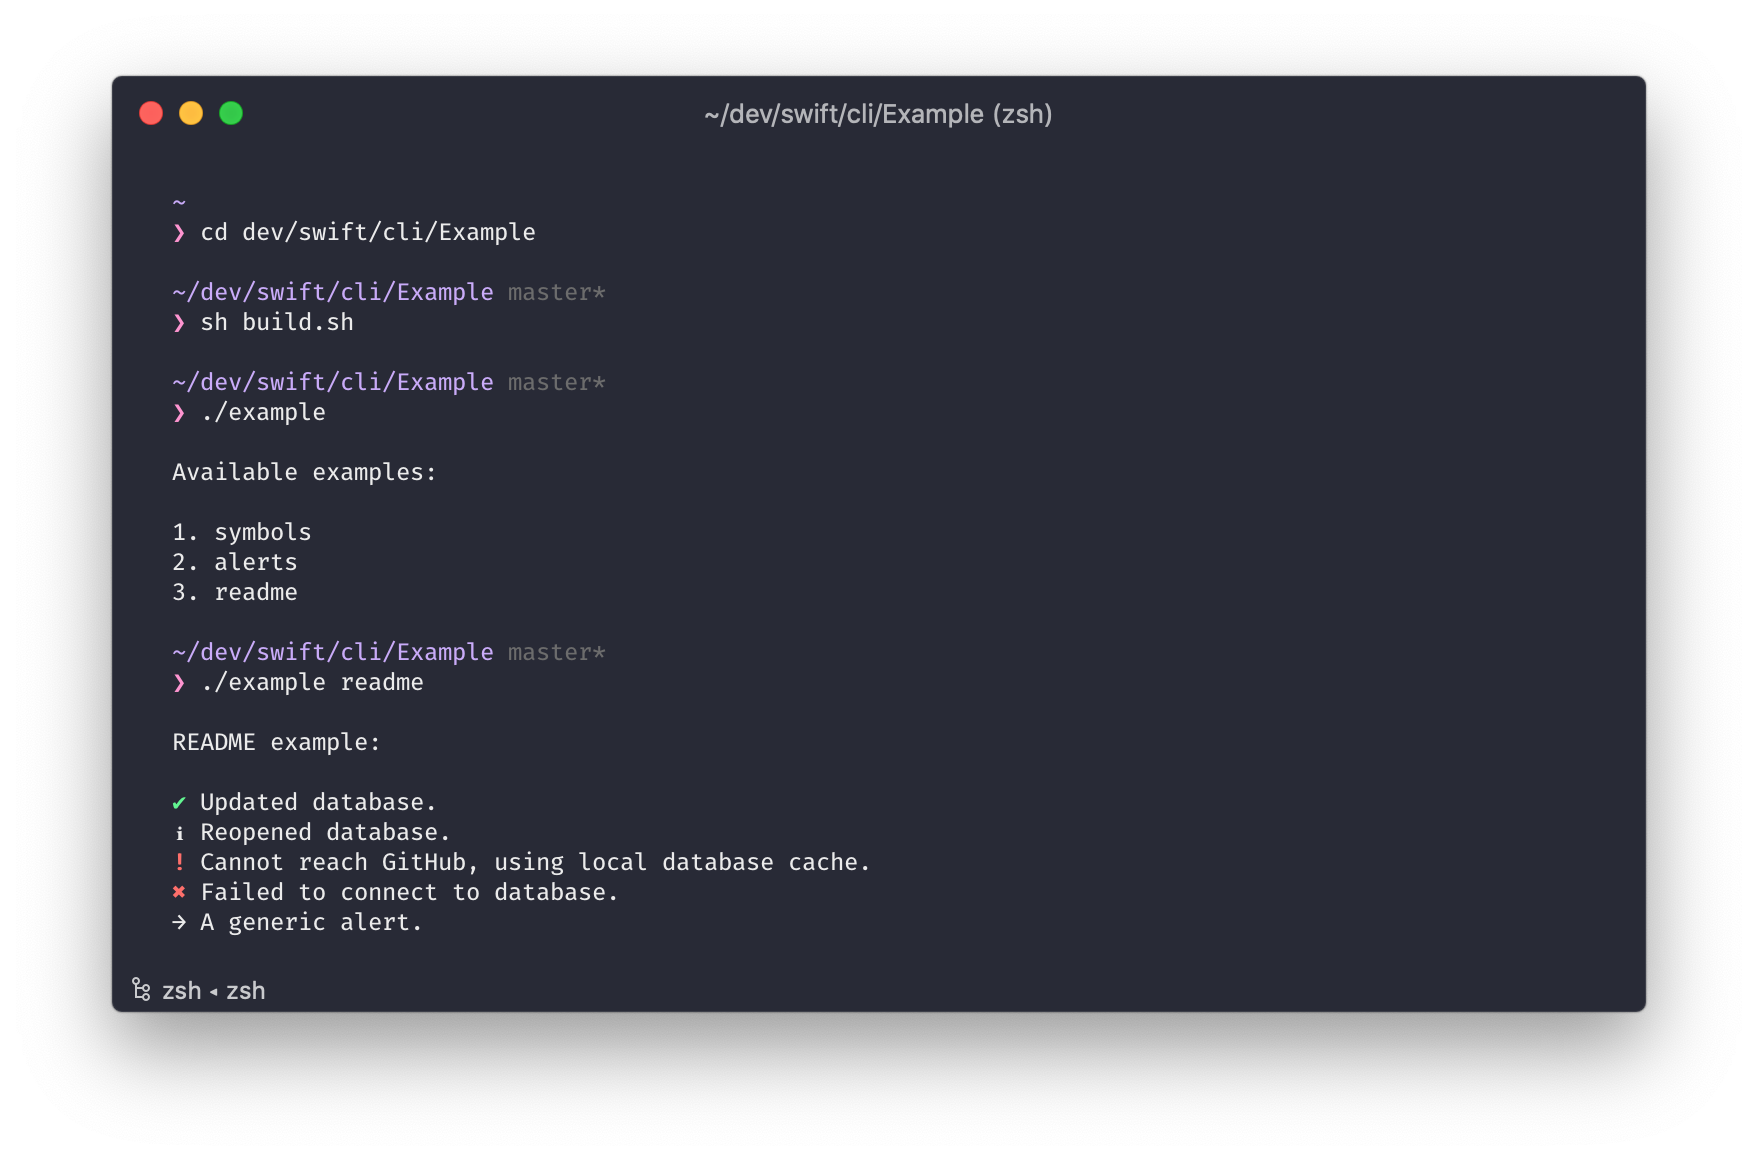 ~/dev/swift/cli/Example (zsh)
~
❯ cd dev/swift/cli/Example
~/dev/swift/cli/Example master*
❯ sh build.sh
~/dev/swift/cli/Example master*
❯ ./example
Available examples:
1. symbols
2. alerts
3. readme
~/dev/swift/cli/Example master*
❯ ./example readme
README example:
✔ Updated database.
ℹ Reopened database.
! Cannot reach GitHub, using local database cache.
✖ Failed to connect to database.
→ A generic alert.
zsh ◂ zsh